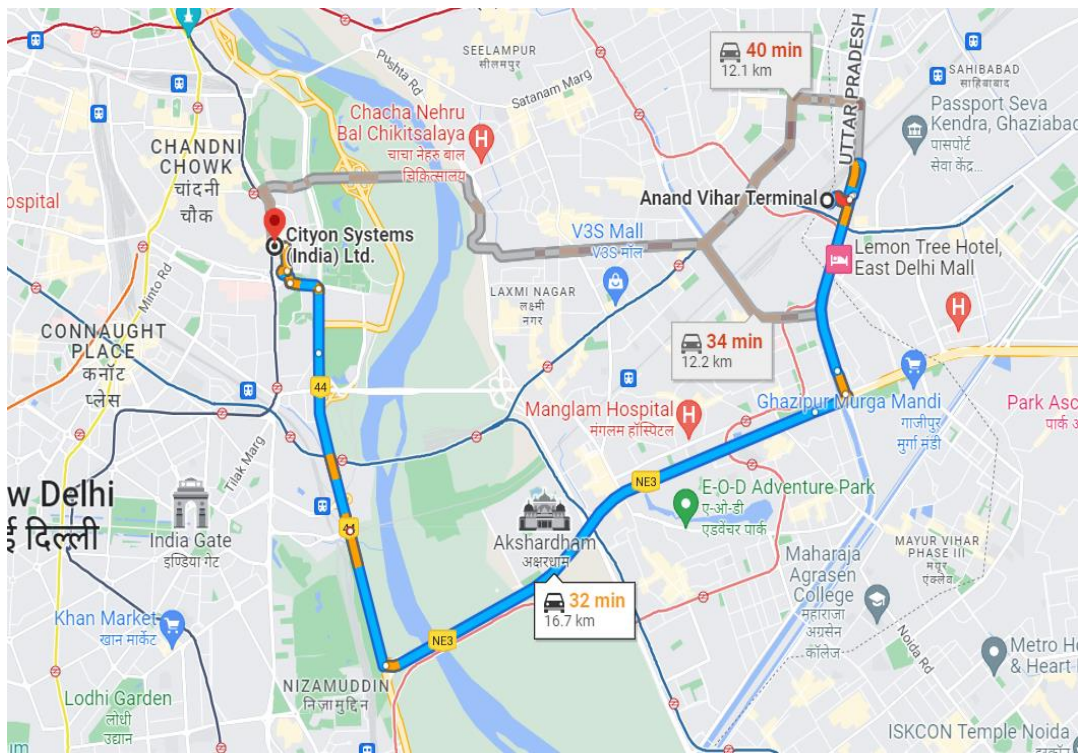 SEELAMPUR
सीलमपुर
Pushta Rd
Satanam Marg
40 min
12.1 km
UTTAR PRADESH
SAHIBABAD
साहिबाबाद
Passport Seva
Kendra, Ghaziabad
पासपोर्ट
सेवा केंद्र...
Chacha Nehru
Bal Chikitsalaya
चाचा नेहरू बाल
चिकित्सालय
H
CHANDNI
CHOWK
चांदनी
चौक
ospital
Anand Vihar Terminal
Cityon Systems
(India) Ltd.
V3S Mall
V3S मॉल
Lemon Tree Hotel,
East Delhi Mall
Minto Rd
LAXMI NAGAR
लक्ष्मी
नगर
H
CONNAUGHT
PLACE
कनॉट
प्लेस
34 min
12.2 km
44
Ghazipur Murga Mandi
गाजीपुर
मुर्गा मंडी
Park Asc
पार्क अ
Manglam Hospital
मंगलम हॉस्पिटल
H
Tilak Marg
NE3
E-O-D Adventure Park
ए-ओ-डी
एडवेंचर पार्क
w Delhi
ई दिल्ली
India Gate
इण्डिया गेट
Akshardham
अक्षरधाम
MAYUR VIHAR
PHASE III
मयूर
एंक्लेव
Maharaja
Agrasen
College
महाराजा
अग्रसेन
कॉलेज
32 min
16.7 km
Khan Market
खान मार्केट
NE3
Noida Rd
Metro Ho
& Heart
NIZAMUDDIN
निज़ामुद्दीन
Lodhi Garden
लोधी
उद्यान
um
ISKCON Temple Noida